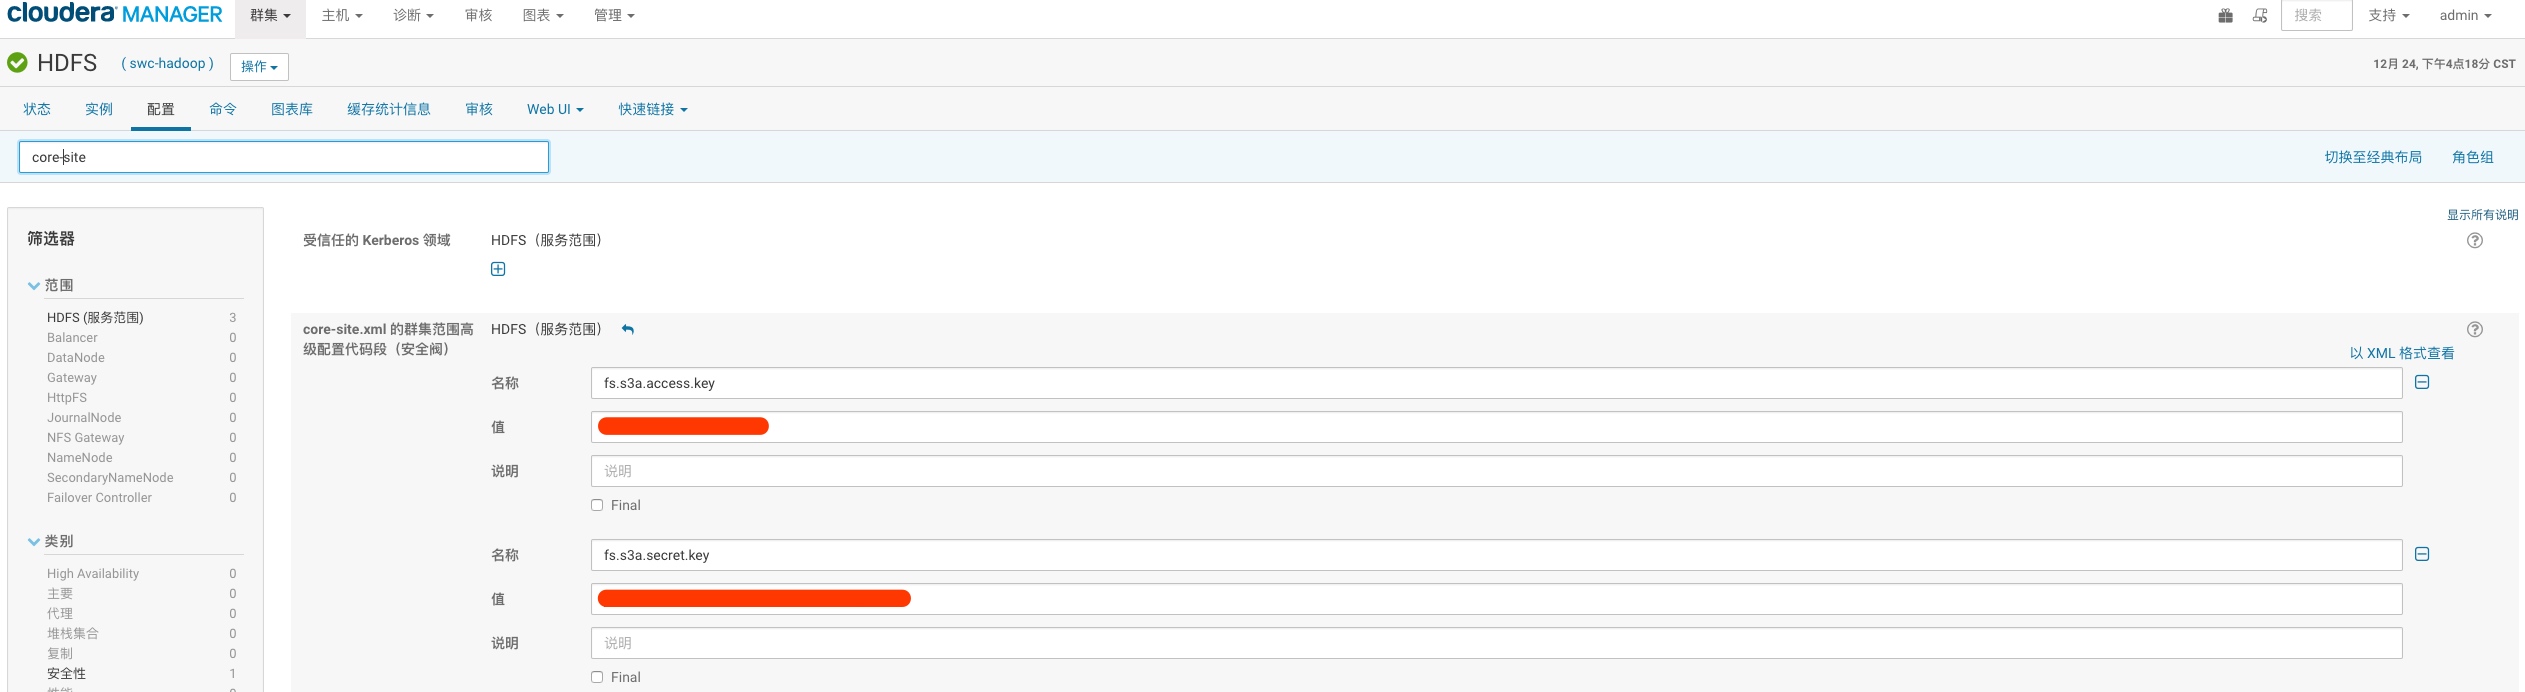 cloudera MANAGER 群集 主机 诊断 审核 图表 管理 搜索 支持 admin
HDFS ( swc-hadoop ) 操作 12月 24, 下午4点18分 CST
状态 实例 配置 命令 图表库 缓存统计信息 审核 Web UI 快速链接
core-site 切换至经典布局 角色组
显示所有说明
筛选器
范围
HDFS (服务范围) 3
Balancer 0
DataNode 0
Gateway 0
HttpFS 0
JournalNode 0
NFS Gateway 0
NameNode 0
SecondaryNameNode 0
Failover Controller 0
类别
High Availability 0
主要 0
代理 0
堆栈集合 0
复制 0
安全性 1
性能 0
受信任的 Kerberos 领域 HDFS（服务范围）
core-site.xml 的群集范围高 HDFS（服务范围）
级配置代码段（安全阀）
以 XML 格式查看
名称 fs.s3a.access.key
值
说明 说明
Final
名称 fs.s3a.secret.key
值
说明 说明
Final